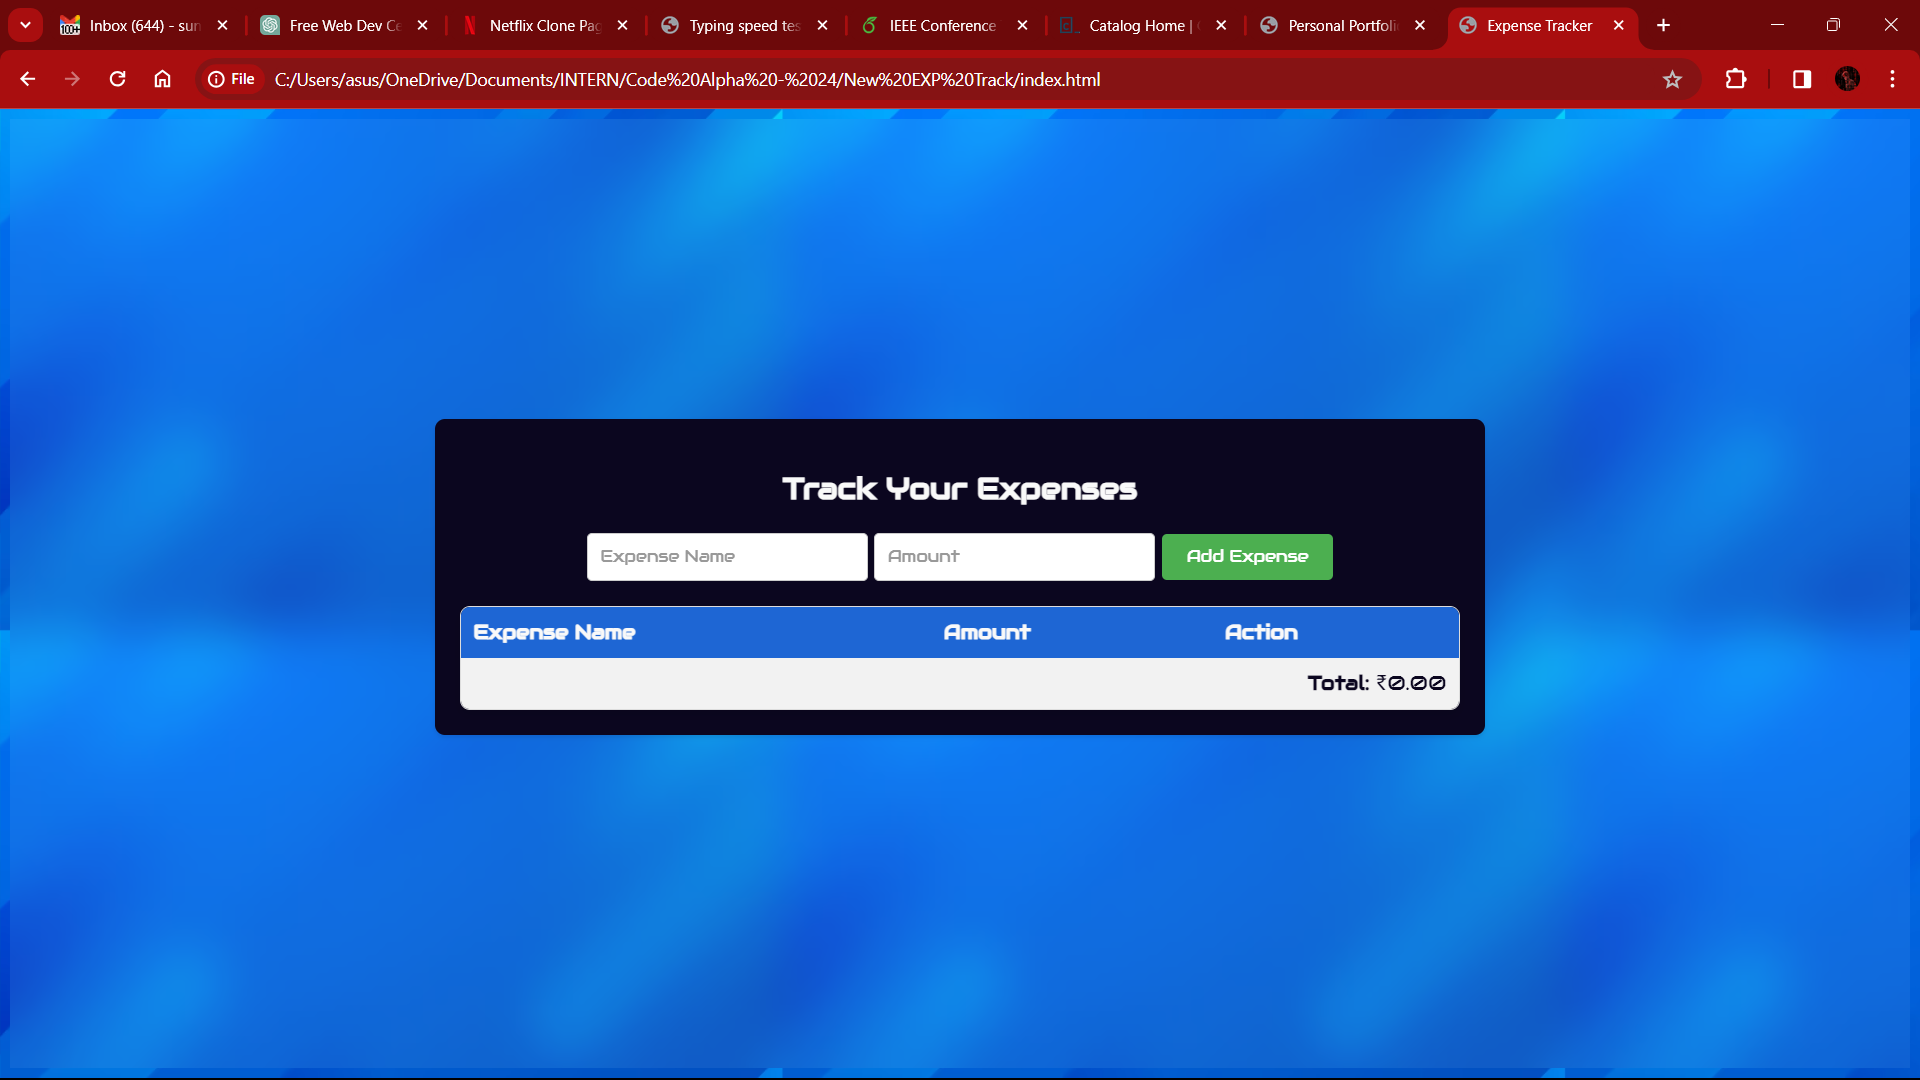 Inbox (644) - sun
Free Web Dev Ce
Netflix Clone Pag
Typing speed tes
IEEE Conference
Catalog Home |
Personal Portfoli
Expense Tracker
File
C:/Users/asus/OneDrive/Documents/INTERN/Code%20Alpha%20-%2024/New%20EXP%20Track/index.html
Track Your Expenses
Expense Name
Amount
Add Expense
Expense Name Amount Action
Total: ₹0.00